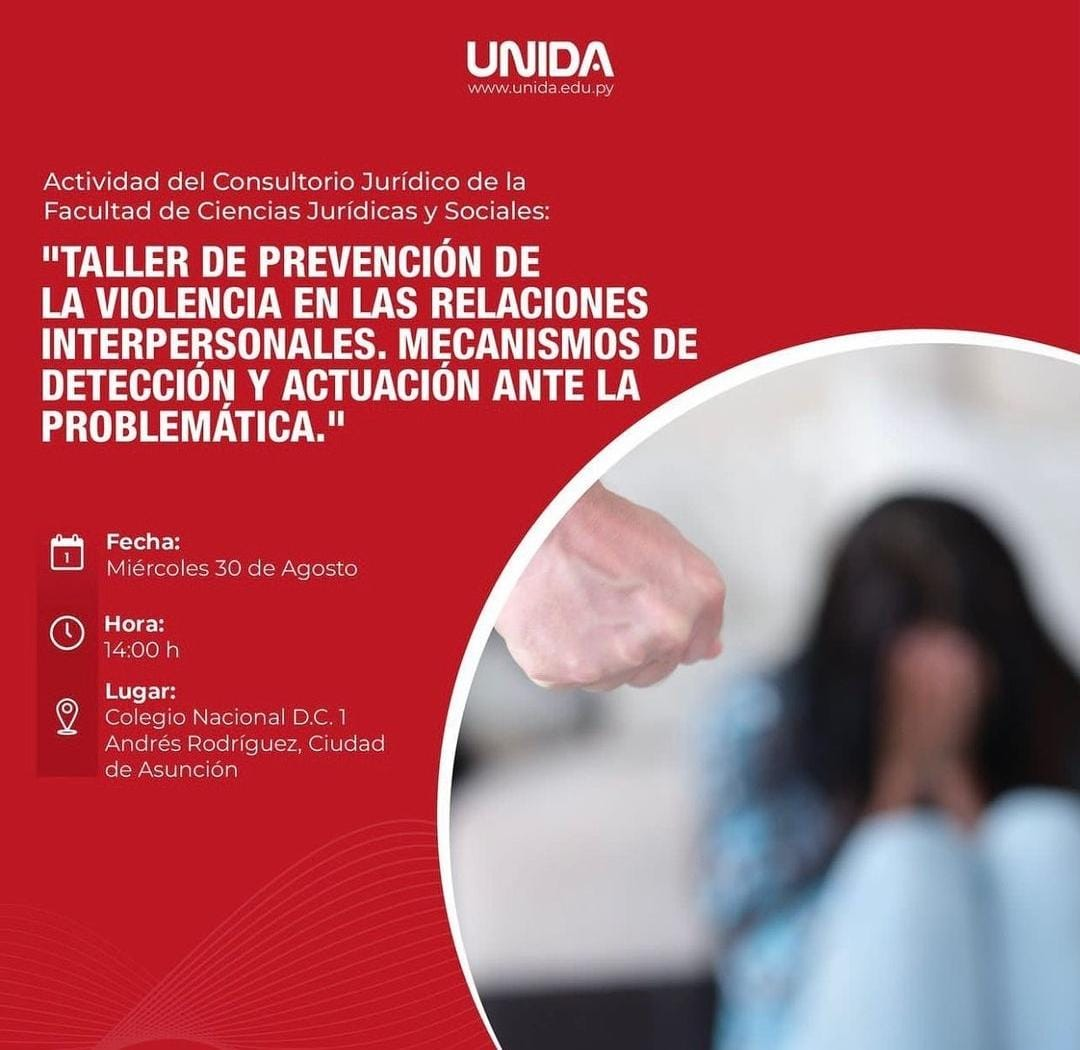 UNIDA
www.unida.edu.py
Actividad del Consultorio Jurídico de la
Facultad de Ciencias Jurídicas y Sociales:
"TALLER DE PREVENCIÓN DE
LA VIOLENCIA EN LAS RELACIONES
INTERPERSONALES. MECANISMOS DE
DETECCIÓN Y ACTUACIÓN ANTE LA
PROBLEMÁTICA."
1
Fecha:
Miércoles 30 de Agosto
Hora:
14:00 h
Lugar:
Colegio Nacional D.C. 1
Andrés Rodríguez, Ciudad
de Asunción